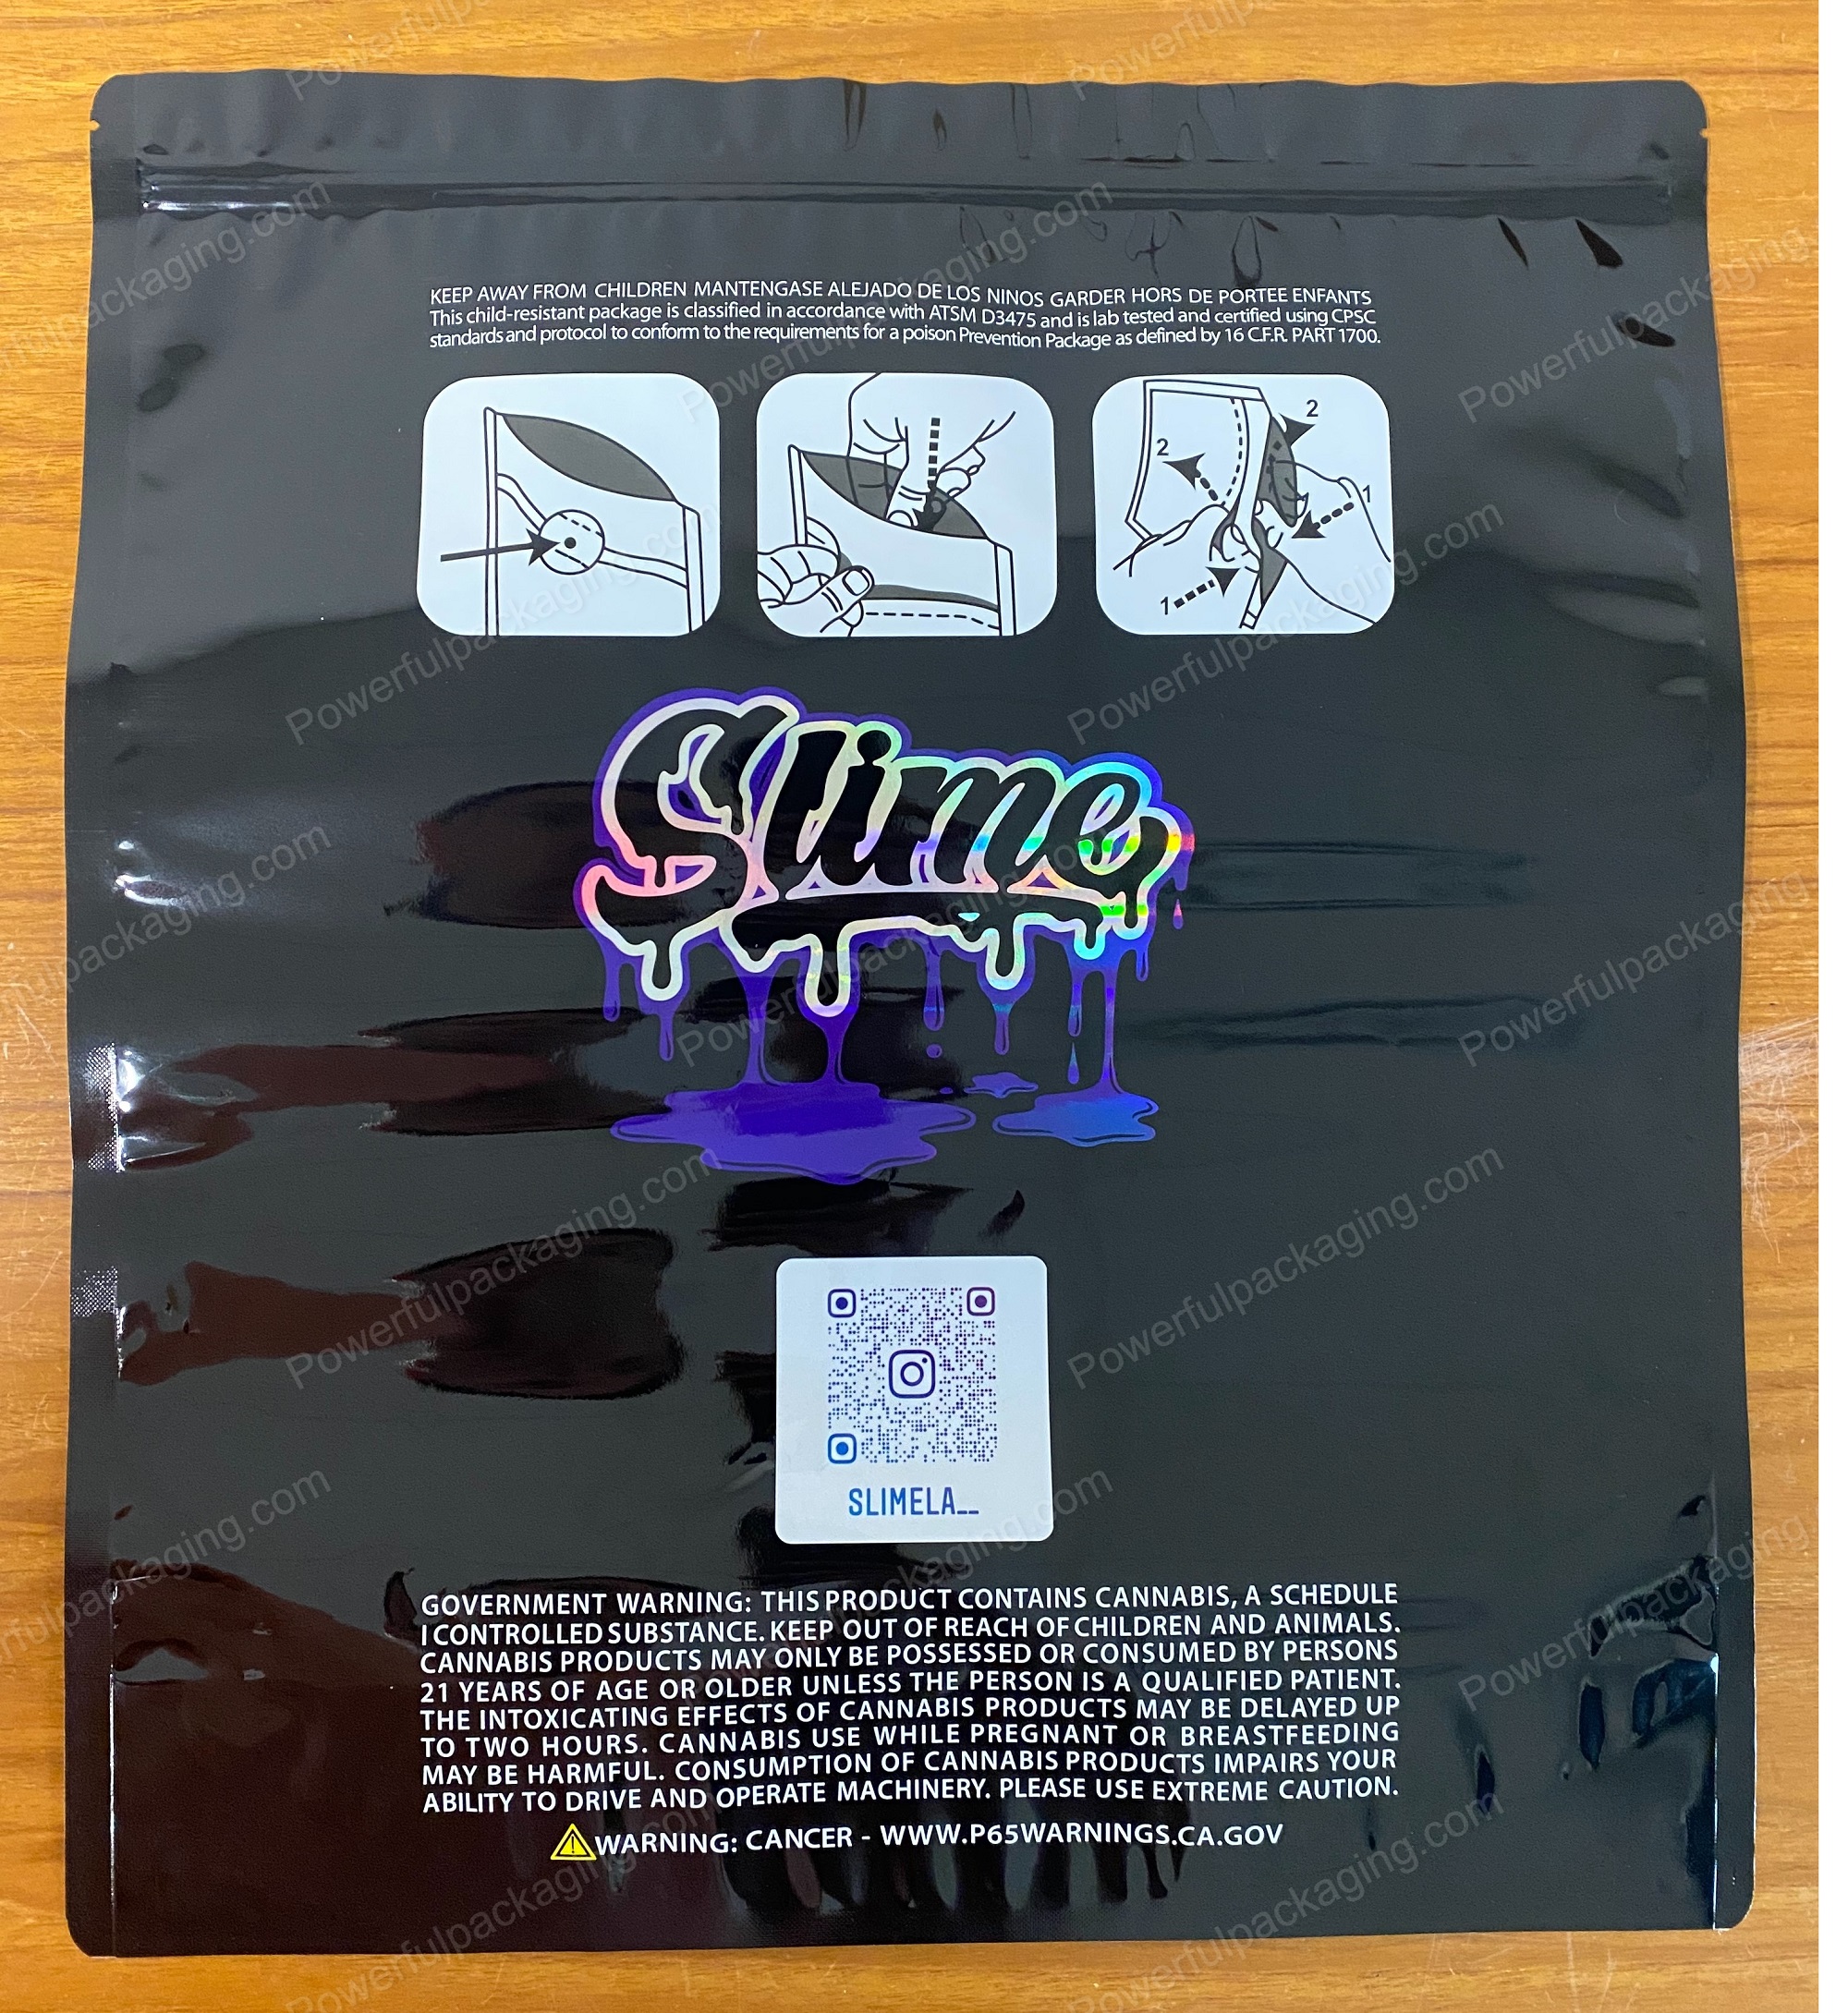 KEEP AWAY FROM CHILDREN MANTENGASE ALEJADO DE LOS NINOS GARDER HORS DE PORTEE ENFANTS
This child-resistant package is classified in accordance with ATSM D3475 and is lab tested and certified using CPSC
standards and protocol to conform to the requirements for a poison Prevention Package as defined by 16 C.F.R. PART 1700.
2
2
1
1
Slime
SLIMELA__
GOVERNMENT WARNING: THIS PRODUCT CONTAINS CANNABIS, A SCHEDULE
I CONTROLLED SUBSTANCE. KEEP OUT OF REACH OF CHILDREN AND ANIMALS.
CANNABIS PRODUCTS MAY ONLY BE POSSESSED OR CONSUMED BY PERSONS
21 YEARS OF AGE OR OLDER UNLESS THE PERSON IS A QUALIFIED PATIENT.
THE INTOXICATING EFFECTS OF CANNABIS PRODUCTS MAY BE DELAYED UP
TO TWO HOURS. CANNABIS USE WHILE PREGNANT OR BREASTFEEDING
MAY BE HARMFUL. CONSUMPTION OF CANNABIS PRODUCTS IMPAIRS YOUR
ABILITY TO DRIVE AND OPERATE MACHINERY. PLEASE USE EXTREME CAUTION.
WARNING: CANCER - WWW.P65WARNINGS.CA.GOV
Powerfulpackaging.com